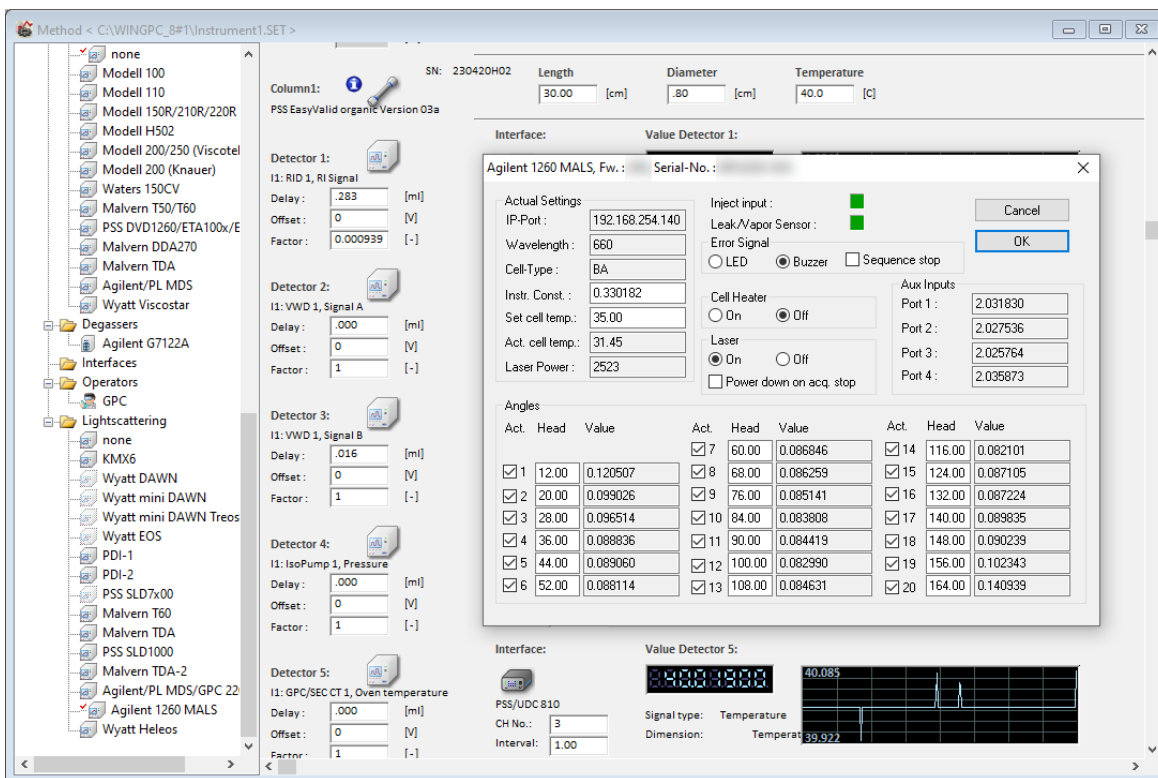 Method < C:\WINGPC_8#1\Instrument1.SET >
none
Modell 100
Modell 110
Modell 150R/210R/220R
Modell H502
Modell 200/250 (Viscotel
Modell 200 (Knauer)
Waters 150CV
Malvern T50/T60
PSS DVD1260/ETA100x/E
Malvern DDA270
Malvern TDA
Agilent/PL MDS
Wyatt Viscostar
Degassers
Agilent G7122A
Interfaces
Operators
GPC
Lightscattering
none
KMX6
Wyatt DAWN
Wyatt mini DAWN
Wyatt mini DAWN Treos
Wyatt EOS
PDI-1
PDI-2
PSS SLD7x00
Malvern T60
Malvern TDA
PSS SLD1000
Malvern TDA-2
Agilent/PL MDS/GPC 22
Agilent 1260 MALS
Wyatt Heleos
[ml]
Column1:
SN: 230420H02
Length
Diameter
Temperature
30.00 [cm]
.80 [cm]
40.0 [C]
PSS EasyValid organic Version 03a
Interface:
Value Detector 1:
Detector 1:
I1: RID 1, RI Signal
Delay : .283 [ml]
Offset : 0 [V]
Factor : 0.000939 [-]
Detector 2:
I1: VWD 1, Signal A
Delay : .000 [ml]
Offset : 0 [V]
Factor : 1 [-]
Detector 3:
I1: VWD 1, Signal B
Delay : .016 [ml]
Offset : 0 [V]
Factor : 1 [-]
Detector 4:
I1: IsoPump 1, Pressure
Delay : .000 [ml]
Offset : 0 [V]
Factor : 1 [-]
Detector 5:
I1: GPC/SEC CT 1, Oven temperature
Delay : .000 [ml]
Offset : 0 [V]
Factor : 1 [-]
Agilent 1260 MALS, Fw. : Serial-No. :
Actual Settings
IP-Port : 192.168.254.140
Wavelength : 660
Cell-Type : BA
Instr. Const. : 0.330182
Set cell temp.: 35.00
Act. cell temp.: 31.45
Laser Power : 2523
Inject input :
Leak/Vapor Sensor :
Error Signal
LED Buzzer Sequence stop
Cell Heater
On Off
Laser
On Off
Power down on acq. stop
Cancel
OK
Aux Inputs
Port 1 : 2.031830
Port 2 : 2.027536
Port 3 : 2.025764
Port 4 : 2.035873
Angles
Act. Head Value
1 12.00 0.120507
2 20.00 0.099026
3 28.00 0.096514
4 36.00 0.088836
5 44.00 0.089060
6 52.00 0.088114
Act. Head Value
7 60.00 0.086846
8 68.00 0.086259
9 76.00 0.085141
10 84.00 0.083808
11 90.00 0.084419
12 100.00 0.082990
13 108.00 0.084631
Act. Head Value
14 116.00 0.082101
15 124.00 0.087105
16 132.00 0.087224
17 140.00 0.089835
18 148.00 0.090239
19 156.00 0.102343
20 164.00 0.140939
Interface:
Value Detector 5:
PSS/UDC 810
CH No.: 3
Interval: 1.00
Signal type: Temperature
Dimension: Temperat
40.085
39.922